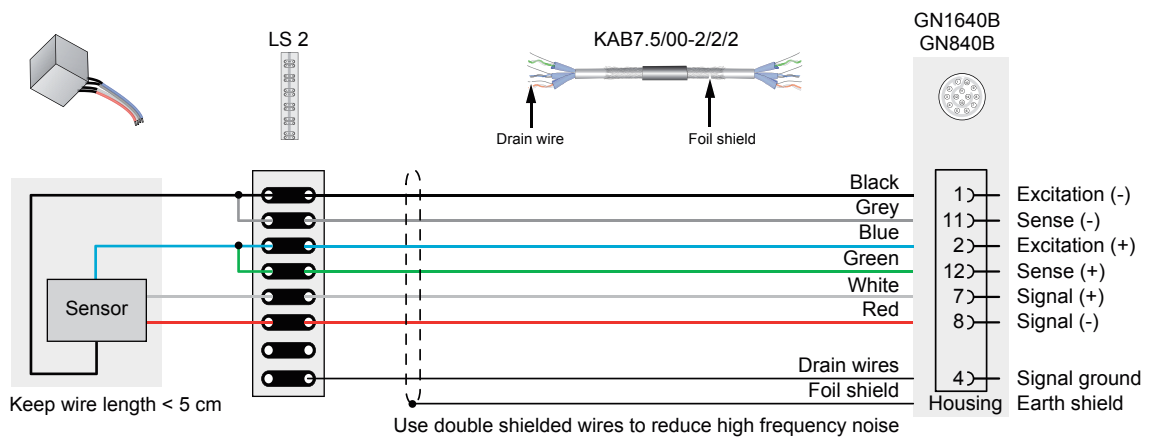 GN1640B
GN840B
LS 2
KAB7.5/00-2/2/2
Drain wire
Foil shield
Black
1
Excitation (-)
Grey
11
Sense (-)
Blue
2
Excitation (+)
Green
12
Sense (+)
White
7
Signal (+)
Red
8
Signal (-)
Sensor
Drain wires
4
Signal ground
Foil shield
Housing
Earth shield
Keep wire length < 5 cm
Use double shielded wires to reduce high frequency noise